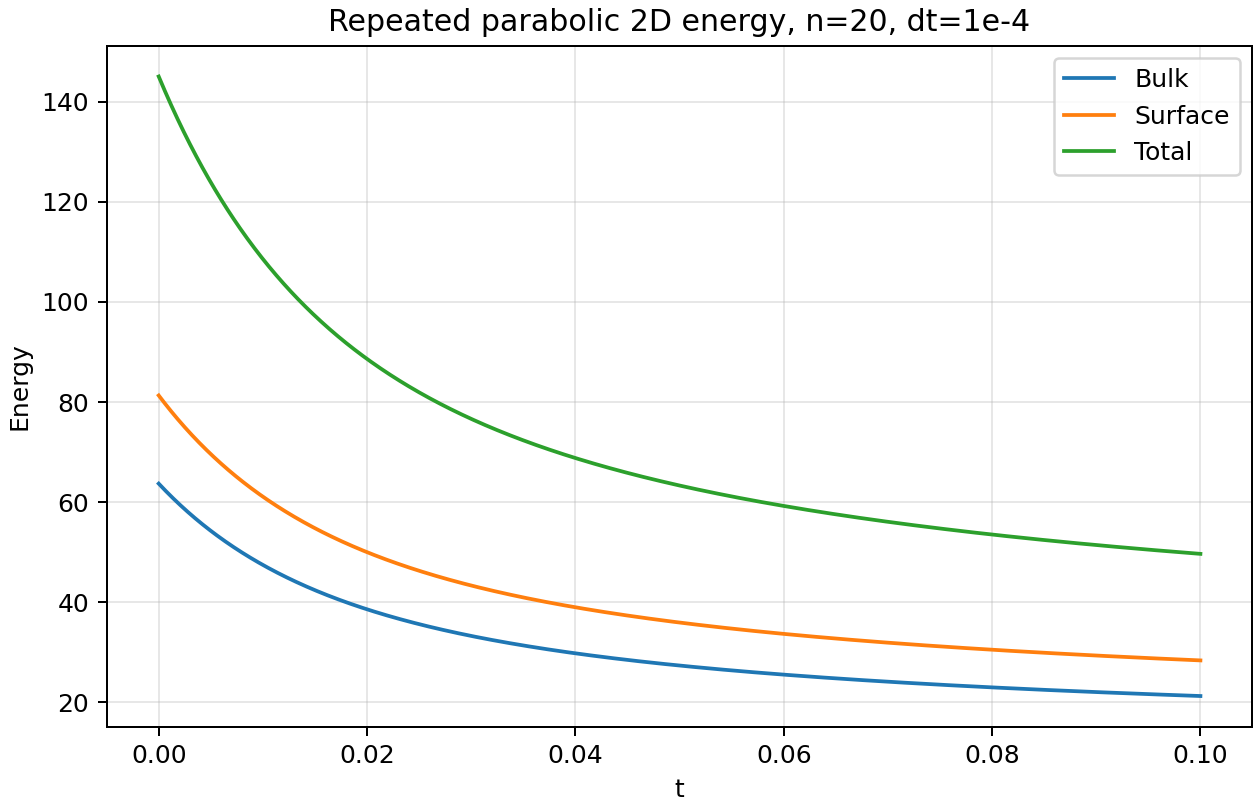 Repeated parabolic 2D energy, n=20, dt=1e-4
Bulk
Surface
Total
140
120
100
80
60
40
20
Energy
0.00
0.02
0.04
0.06
0.08
0.10
t